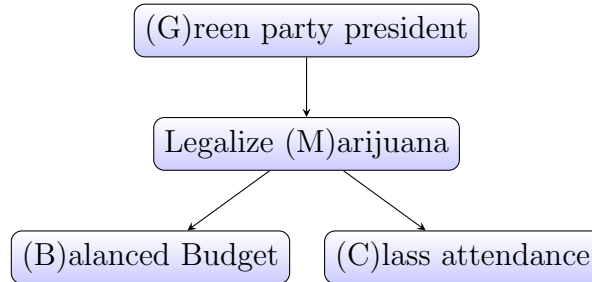 (G)reen party president
Legalize (M)arijuana
(B)alanced Budget
(C)lass attendance